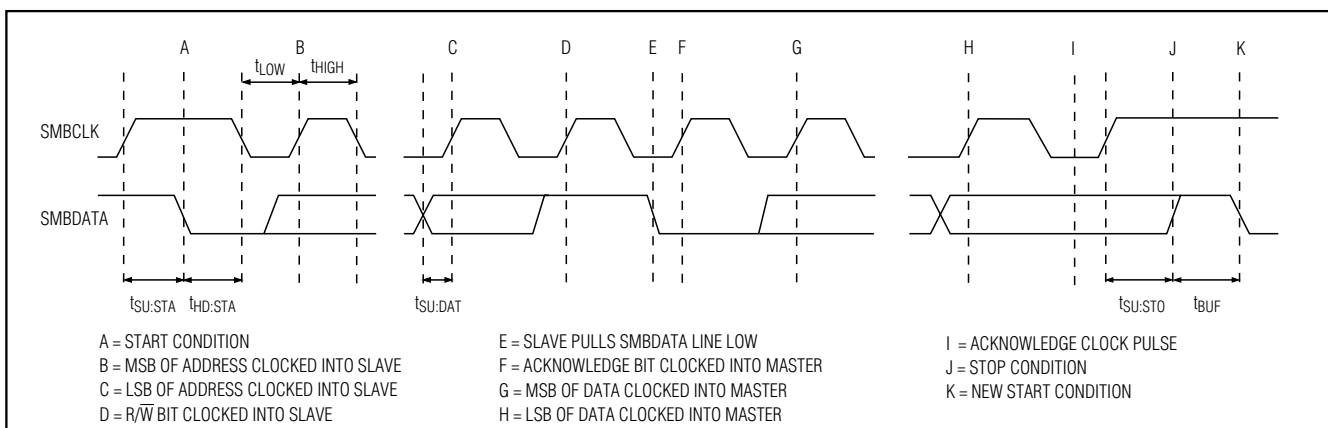 A B C D E F G H I J K
tLOW tHIGH
SMBCLK
SMBDATA
tSU:STA tHD:STA tSU:DAT tSU:STO tBUF
A = START CONDITION
B = MSB OF ADDRESS CLOCKED INTO SLAVE
C = LSB OF ADDRESS CLOCKED INTO SLAVE
D = R/W̅ BIT CLOCKED INTO SLAVE
E = SLAVE PULLS SMBDATA LINE LOW
F = ACKNOWLEDGE BIT CLOCKED INTO MASTER
G = MSB OF DATA CLOCKED INTO MASTER
H = LSB OF DATA CLOCKED INTO MASTER
I = ACKNOWLEDGE CLOCK PULSE
J = STOP CONDITION
K = NEW START CONDITION